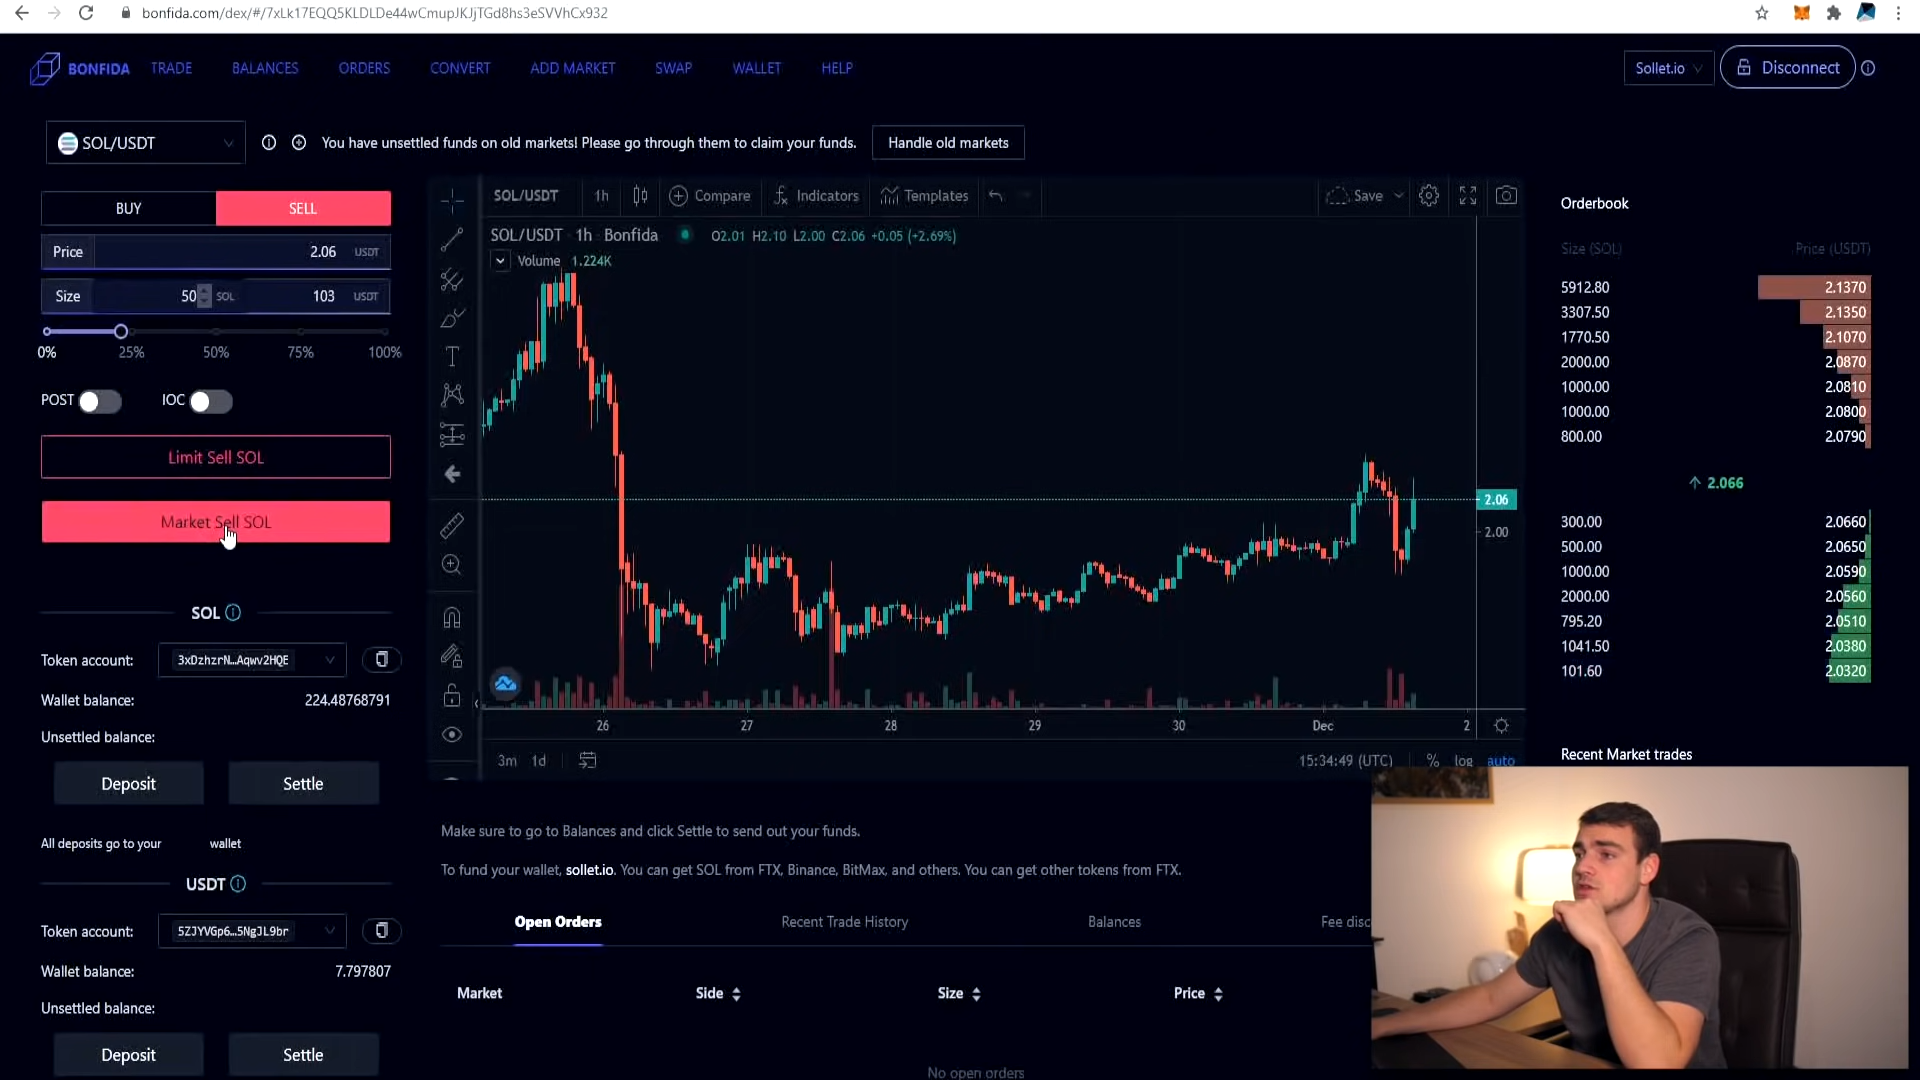 bonfida.com/dex/#/7xLk17EQQ5KLDLDe44wCmupJKJjTGd8hs3eSVVhCx932
BONFIDA TRADE BALANCES ORDERS CONVERT ADD MARKET SWAP WALLET HELP Sollet.io Disconnect
SOL/USDT You have unsettled funds on old markets! Please go through them to claim your funds. Handle old markets
BUY SELL
Price 2.06 USDT
Size 50 SOL 103 USDT
0% 25% 50% 75% 100%
POST IOC
Limit Sell SOL
Market Sell SOL
SOL
Token account: 3xDzhzrN…Aqwv2HQE
Wallet balance: 224.48768791
Unsettled balance:
Deposit Settle
All deposits go to your wallet
USDT
Token account: 5ZJYVGp6…5NgJL9br
Wallet balance: 7.797807
Unsettled balance:
Deposit Settle
SOL/USDT 1h Compare Indicators Templates Save
SOL/USDT 1h Bonfida O2.01 H2.10 L2.00 C2.06 +0.05 (+2.69%)
Volume 1.224K
2.06
2.00
26 27 28 29 30 Dec 2
3m 1d 15:34:49 (UTC) % log auto
Make sure to go to Balances and click Settle to send out your funds.
To fund your wallet, sollet.io. You can get SOL from FTX, Binance, BitMax, and others. You can get other tokens from FTX.
Open Orders Recent Trade History Balances Fee disc
Market Side Size Price
No open orders
Orderbook
Size (SOL) Price (USDT)
5912.80 2.1370
3307.50 2.1350
1770.50 2.1070
2000.00 2.0870
1000.00 2.0810
1000.00 2.0800
800.00 2.0790
↑ 2.066
300.00 2.0660
500.00 2.0650
1000.00 2.0590
2000.00 2.0560
795.20 2.0510
1041.50 2.0380
101.60 2.0320
Recent Market trades